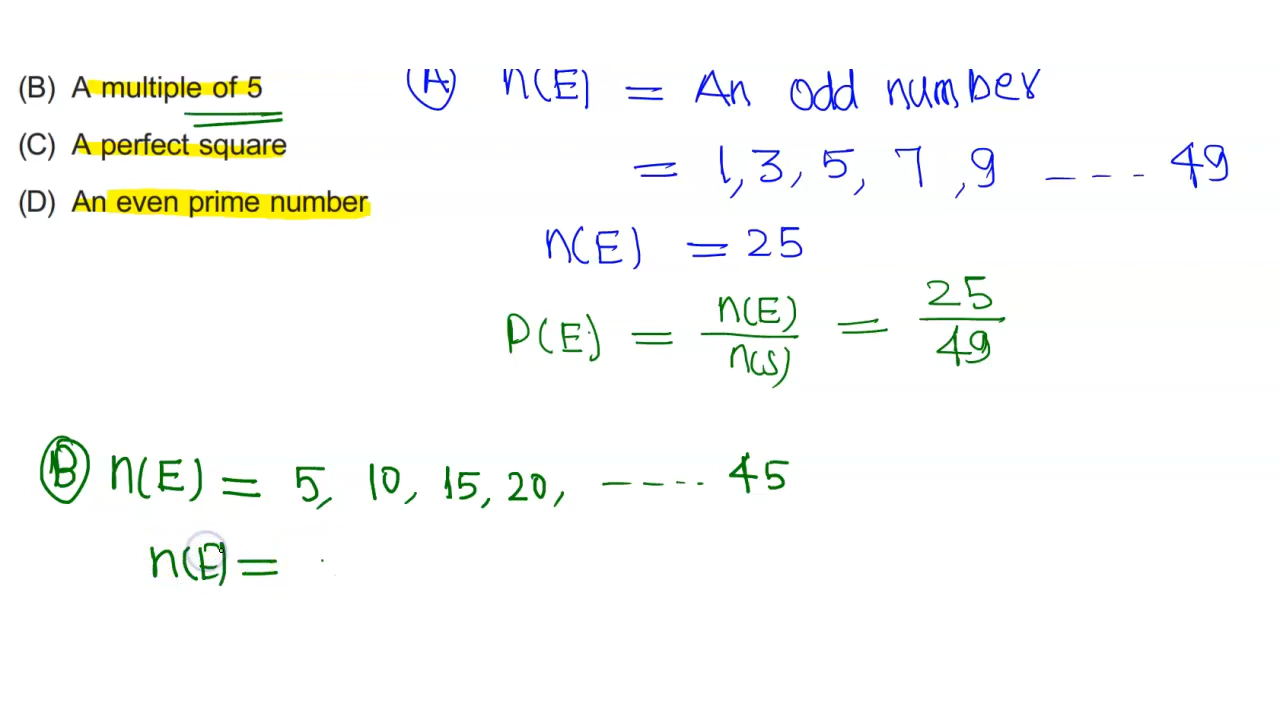 (B) A multiple of 5
(C) A perfect square
(D) An even prime number
(A) n(E) = An odd number
= 1, 3, 5, 7, 9 ---- 49
n(E) = 25
P(E) = n(E)/n(S) = 25/49
(B) n(E) = 5, 10, 15, 20, ----- 45
n(E) =